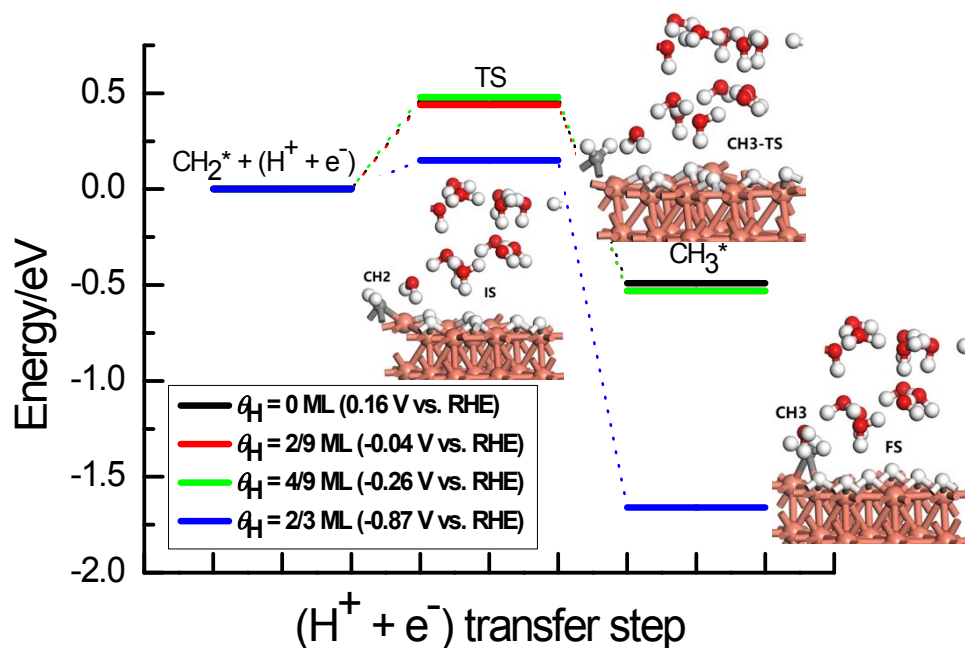 TS
CH3-TS
CH₂* + (H⁺ + e⁻)
0.5
0.0
-0.5
-1.0
-1.5
-2.0
Energy/eV
CH2
IS
CH₃*
CH3
FS
θH = 0 ML (0.16 V vs. RHE)
θH = 2/9 ML (-0.04 V vs. RHE)
θH = 4/9 ML (-0.26 V vs. RHE)
θH = 2/3 ML (-0.87 V vs. RHE)
(H⁺ + e⁻) transfer step